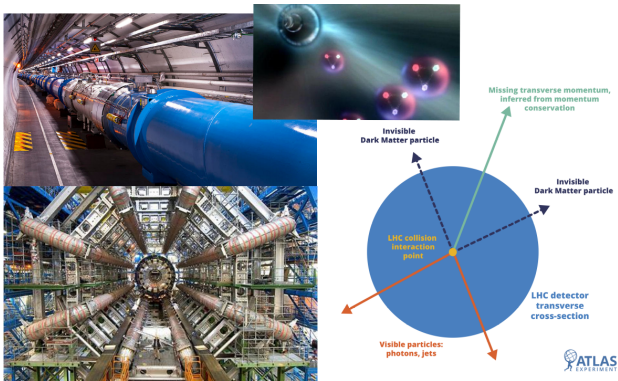 Missing transverse momentum,
inferred from momentum
conservation
Invisible
Dark Matter particle
Invisible
Dark Matter particle
LHC collision
interaction
point
LHC detector
transverse
cross-section
Visible particles:
photons, jets
ATLAS
EXPERIMENT